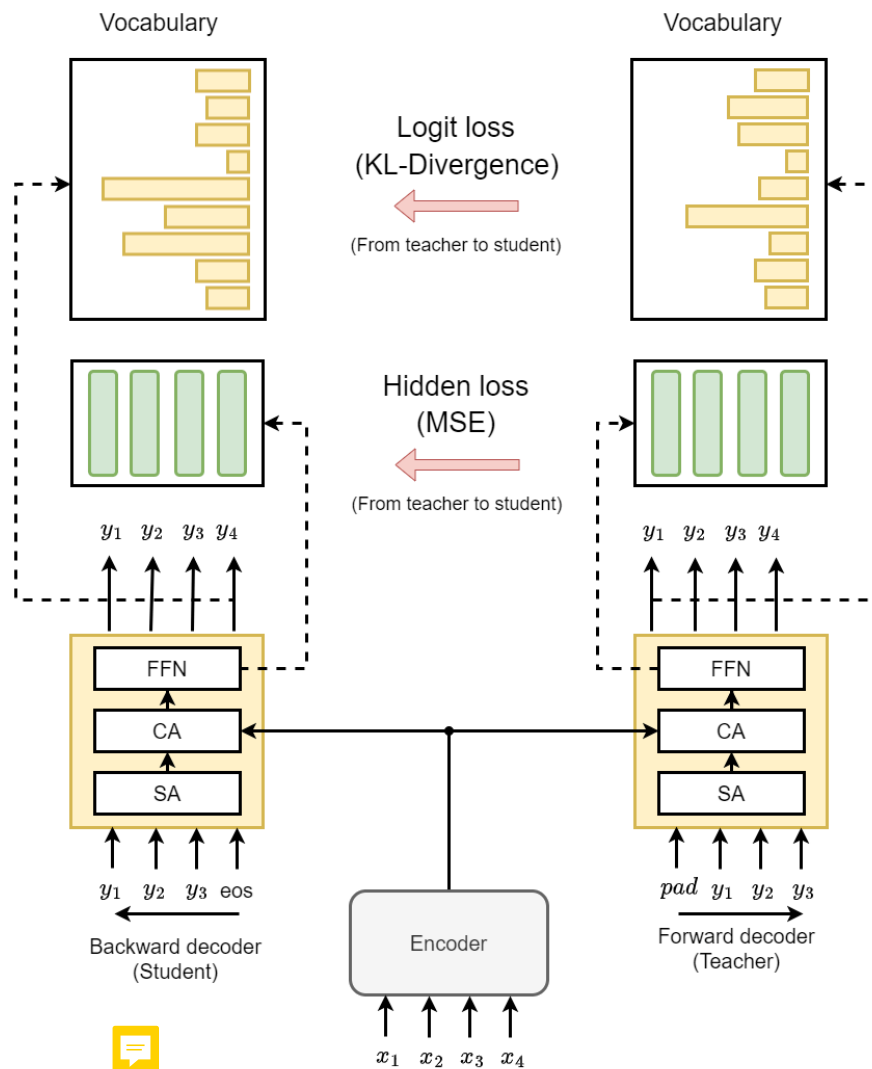 Vocabulary
Vocabulary
Logit loss
(KL-Divergence)
(From teacher to student)
Hidden loss
(MSE)
(From teacher to student)
y₁ y₂ y₃ y₄
y₁ y₂ y₃ y₄
FFN
CA
SA
FFN
CA
SA
y₁ y₂ y₃ eos
Backward decoder
(Student)
pad y₁ y₂ y₃
Forward decoder
(Teacher)
Encoder
x₁ x₂ x₃ x₄